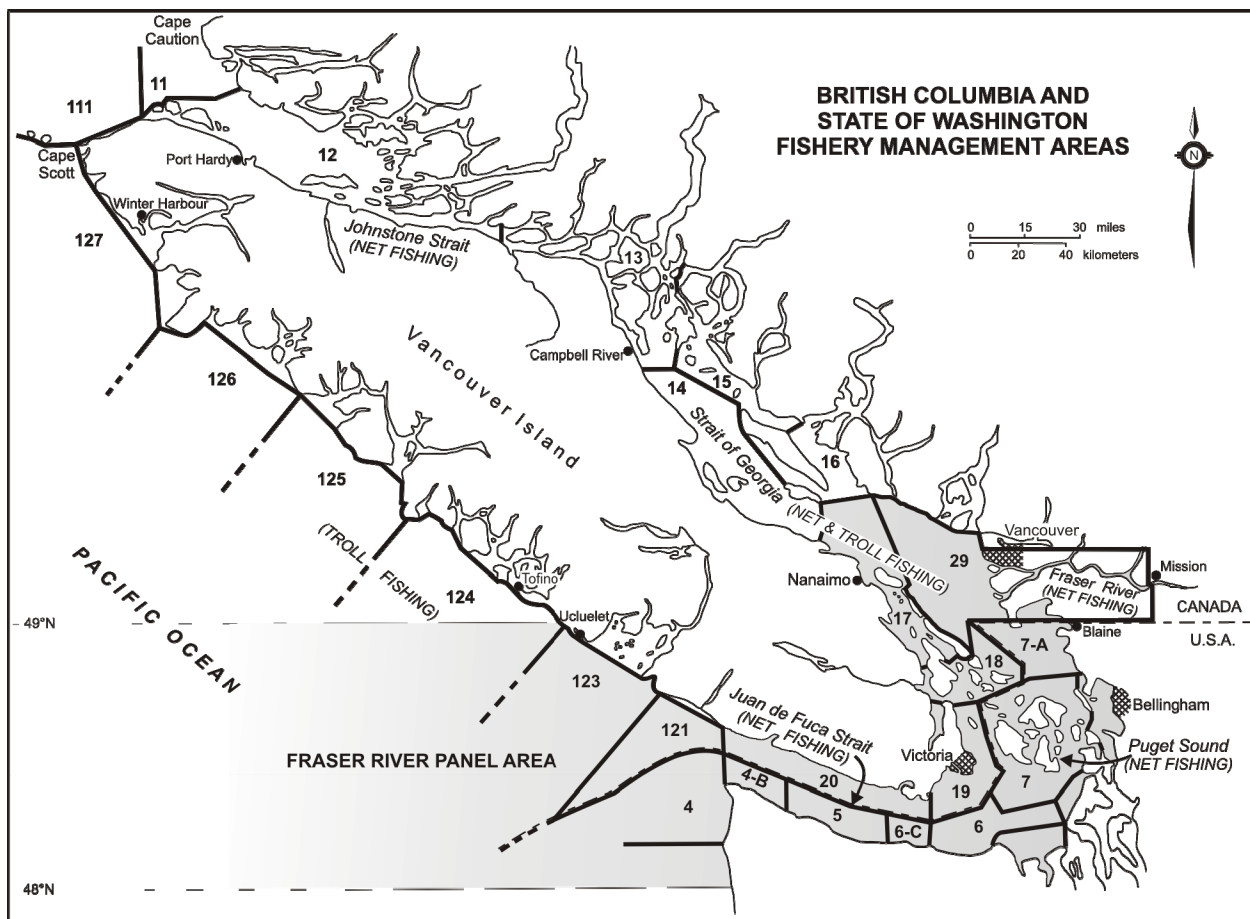 Cape
Caution
11
111
BRITISH COLUMBIA AND
STATE OF WASHINGTON
FISHERY MANAGEMENT AREAS
N
Cape
Scott
Port Hardy
12
Winter Harbour
127
Johnstone Strait
(NET FISHING)
13
0 15 30 miles
0 20 40 kilometers
Campbell River
14
15
126
Vancouver Island
Strait of Georgia
(NET & TROLL FISHING)
16
125
(TROLL FISHING)
124
Tofino
Ucluelet
PACIFIC OCEAN
Vancouver
29
Mission
Fraser River
(NET FISHING)
Nanaimo
17
CANADA
49°N
U.S.A.
Blaine
7-A
18
123
Bellingham
121
Juan de Fuca Strait
(NET FISHING)
Victoria
Puget Sound
(NET FISHING)
FRASER RIVER PANEL AREA
4-B
20
19
7
4
5
6-C
6
48°N